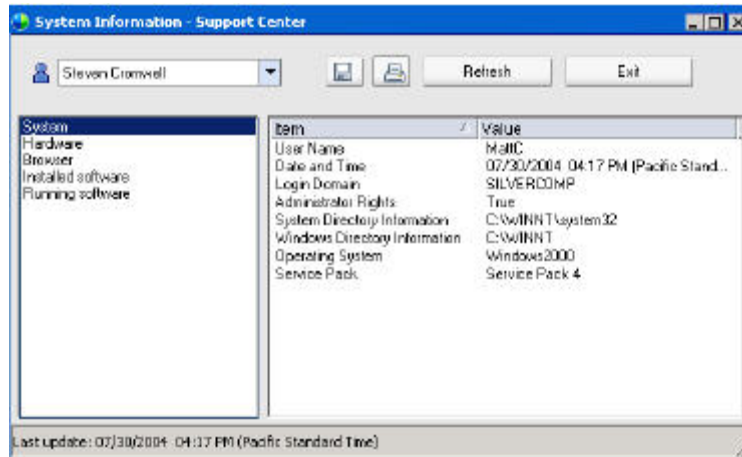 System Information - Support Center
Steven Cromwell
Refresh
Exit
System
Hardware
Browser
Installed software
Running software
Item Value
User Name MattC
Date and Time 07/30/2004 04:17 PM (Pacific Stand...
Login Domain SILVERCOMP
Administrator Rights True
System Directory Information C:\WINNT\system32
Windows Directory Information C:\WINNT
Operating System Windows2000
Service Pack Service Pack 4
Last update: 07/30/2004 04:17 PM (Pacific Standard Time)